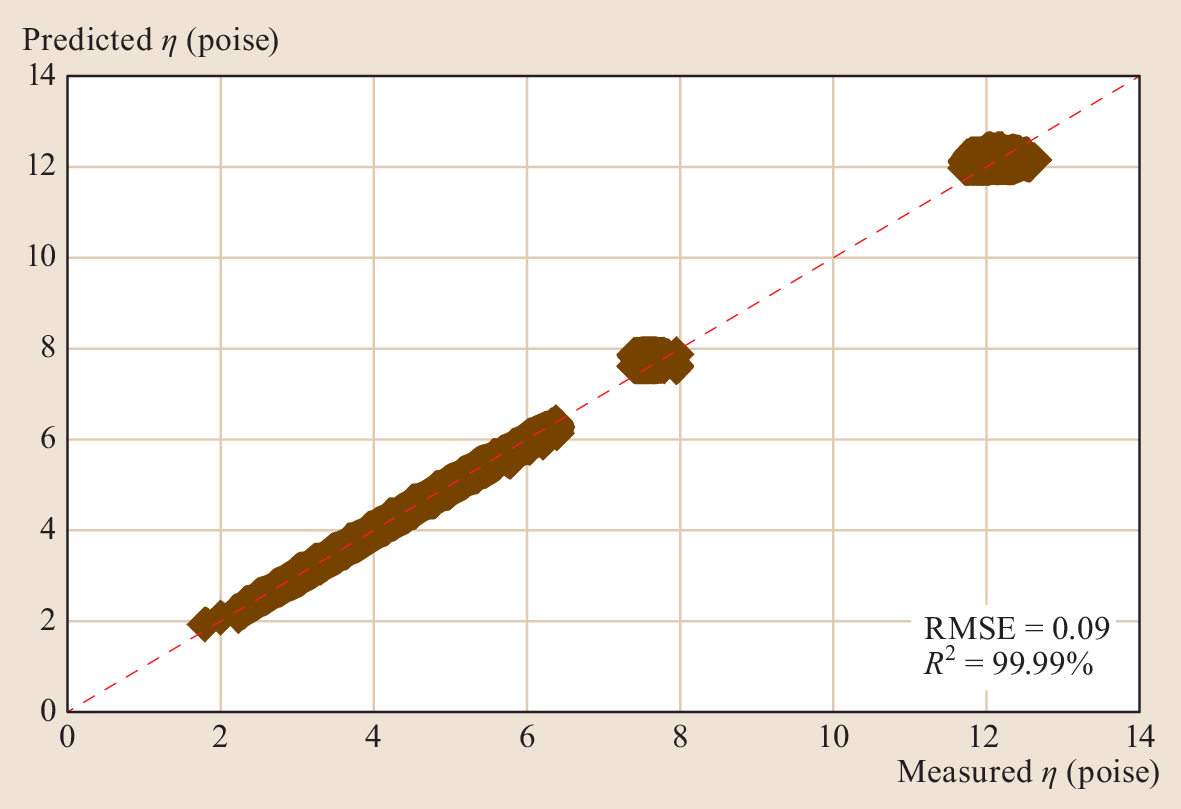 Predicted η (poise)
14
12
10
8
6
4
2
0
RMSE = 0.09
R² = 99.99%
0 2 4 6 8 10 12 14
Measured η (poise)